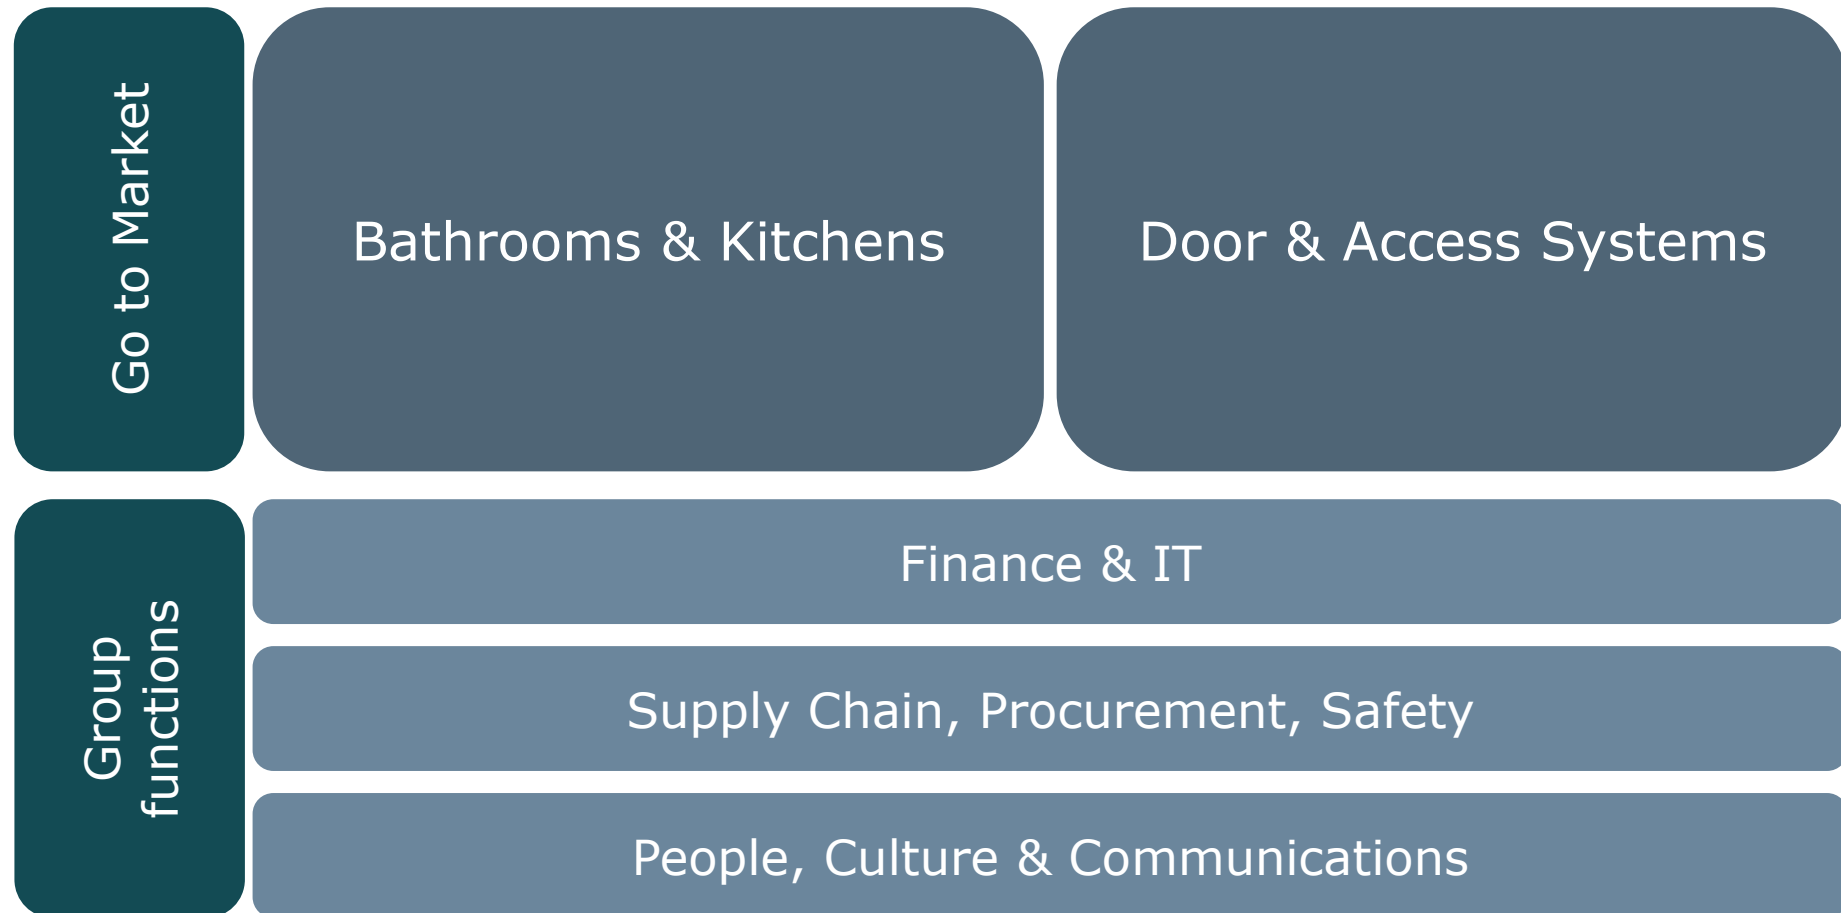 Go to Market
Bathrooms & Kitchens
Door & Access Systems
Group
functions
Finance & IT
Supply Chain, Procurement, Safety
People, Culture & Communications